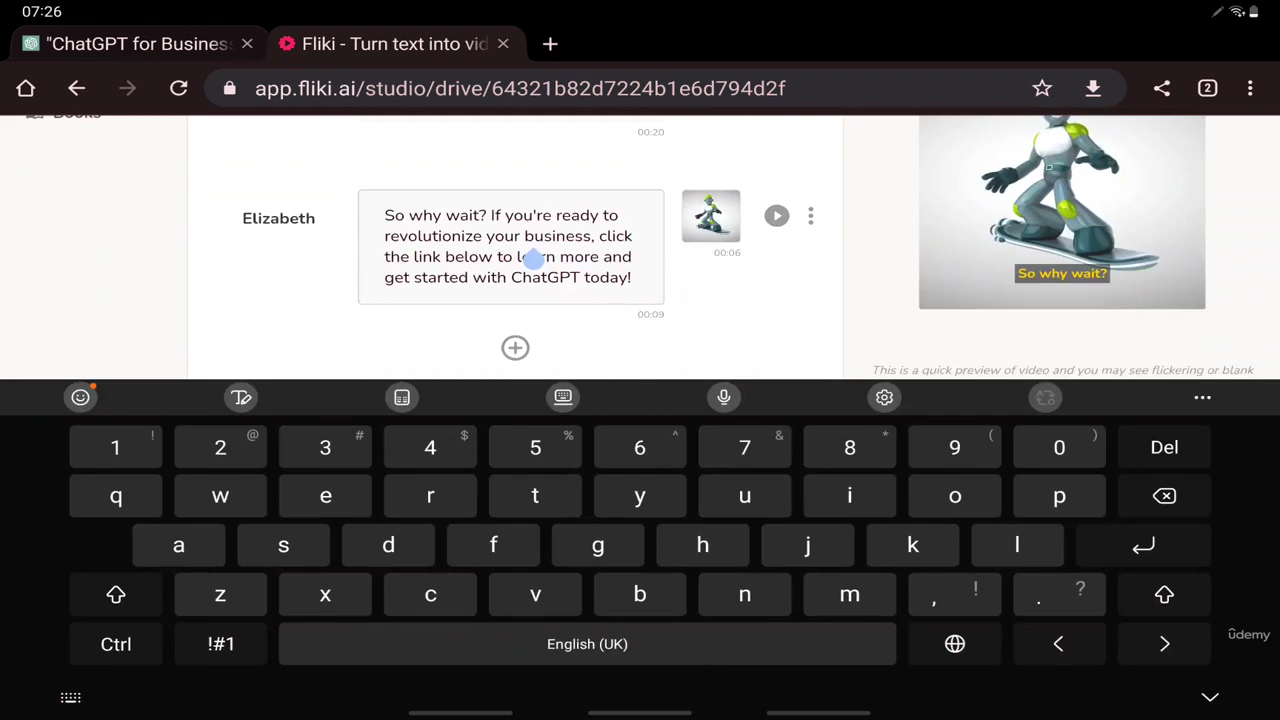 07:26
"ChatGPT for Busines
Fliki - Turn text into vid
app.fliki.ai/studio/drive/64321b82d7224b1e6d794d2f
Books
00:20
Elizabeth
So why wait? If you're ready to
revolutionize your business, click
the link below to learn more and
get started with ChatGPT today!
00:06
00:09
So why wait?
This is a quick preview of video and you may see flickering or blank
1 ! 2 @ 3 # 4 $ 5 % 6 ^ 7 & 8 * 9 ( 0 ) Del
q w e r t y u i o p
a s d f g h j k l
z x c v b n m , ! . ?
Ctrl !#1 English (UK) < >
ûdemy
2